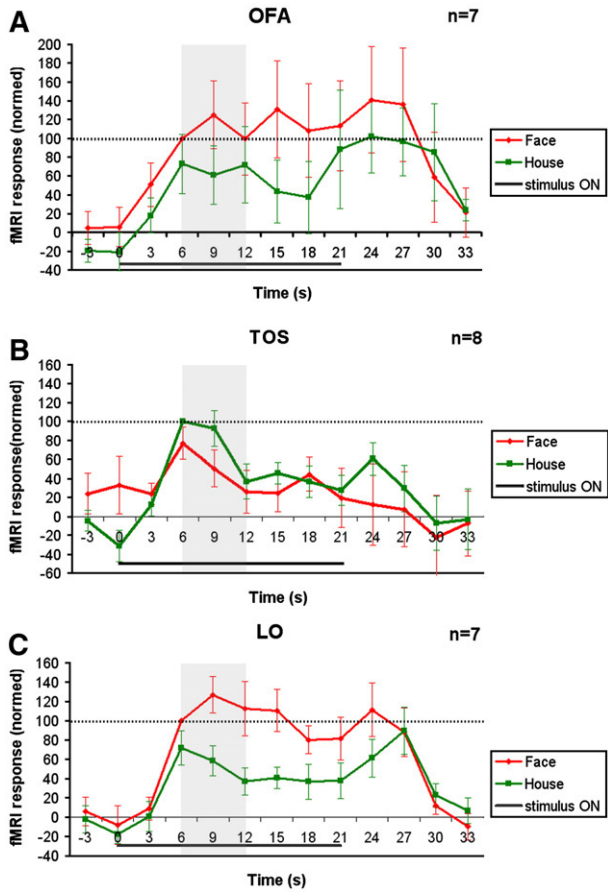 A OFA n=7
fMRI response (normed)
200
180
160
140
120
100
80
60
40
20
0
-20
-40
-3 0 3 6 9 12 15 18 21 24 27 30 33
Time (s)
Face
House
stimulus ON
B TOS n=8
fMRI response(normed)
160
140
120
100
80
60
40
20
0
-20
-40
-60
-3 0 3 6 9 12 15 18 21 24 27 30 33
Time (s)
Face
House
stimulus ON
C LO n=7
fMRI response (normed)
160
140
120
100
80
60
40
20
0
-20
-40
-3 0 3 6 9 12 15 18 21 24 27 30 33
Time (s)
Face
House
stimulus ON